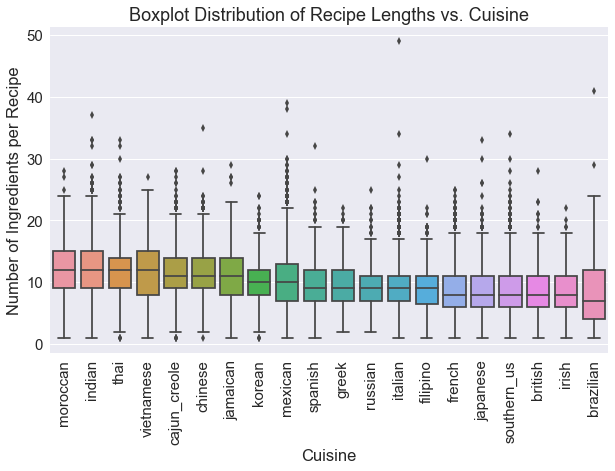 Boxplot Distribution of Recipe Lengths vs. Cuisine
Number of Ingredients per Recipe
50
40
30
20
10
0
moroccan
indian
thai
vietnamese
cajun_creole
chinese
jamaican
korean
mexican
spanish
greek
russian
italian
filipino
french
japanese
southern_us
british
irish
brazilian
Cuisine